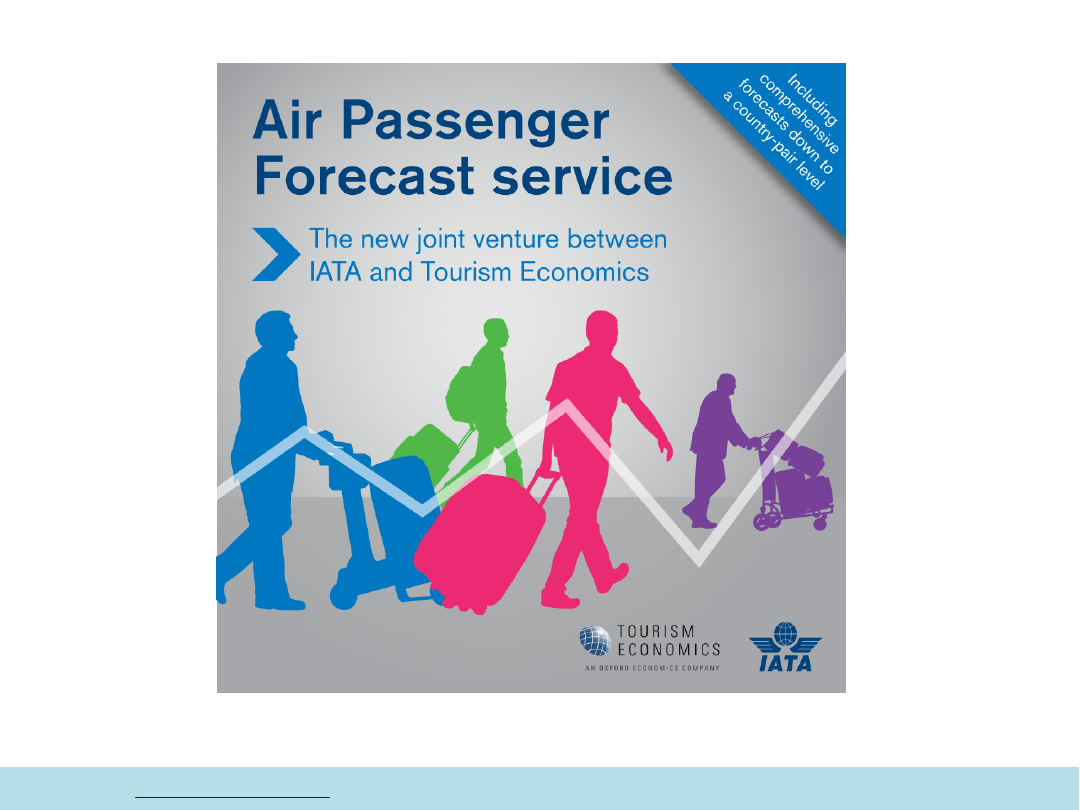 Including
comprehensive
forecasts down to
a country-pair level
Air Passenger
Forecast service
The new joint venture between
IATA and Tourism Economics
TOURISM
ECONOMICS
AN OXFORD ECONOMICS COMPANY
IATA